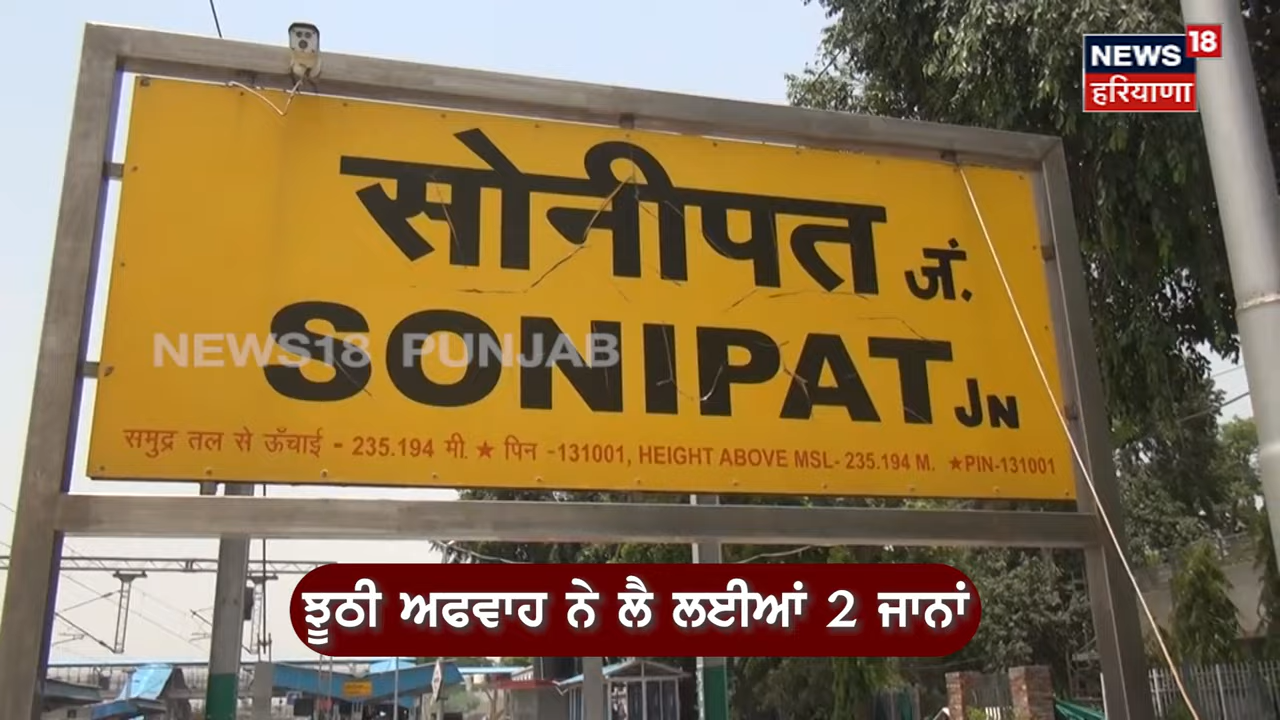 NEWS 18
हरियाणा
सोनीपत जं.
SONIPAT JN
NEWS18 PUNJAB
समुद्र तल से ऊँचाई - 235.194 मी. ★ पिन -131001, HEIGHT ABOVE MSL- 235.194 M. ★PIN-131001
ਝੂਠੀ ਅਫਵਾਹ ਨੇ ਲੈ ਲਈਆਂ 2 ਜਾਨਾਂ